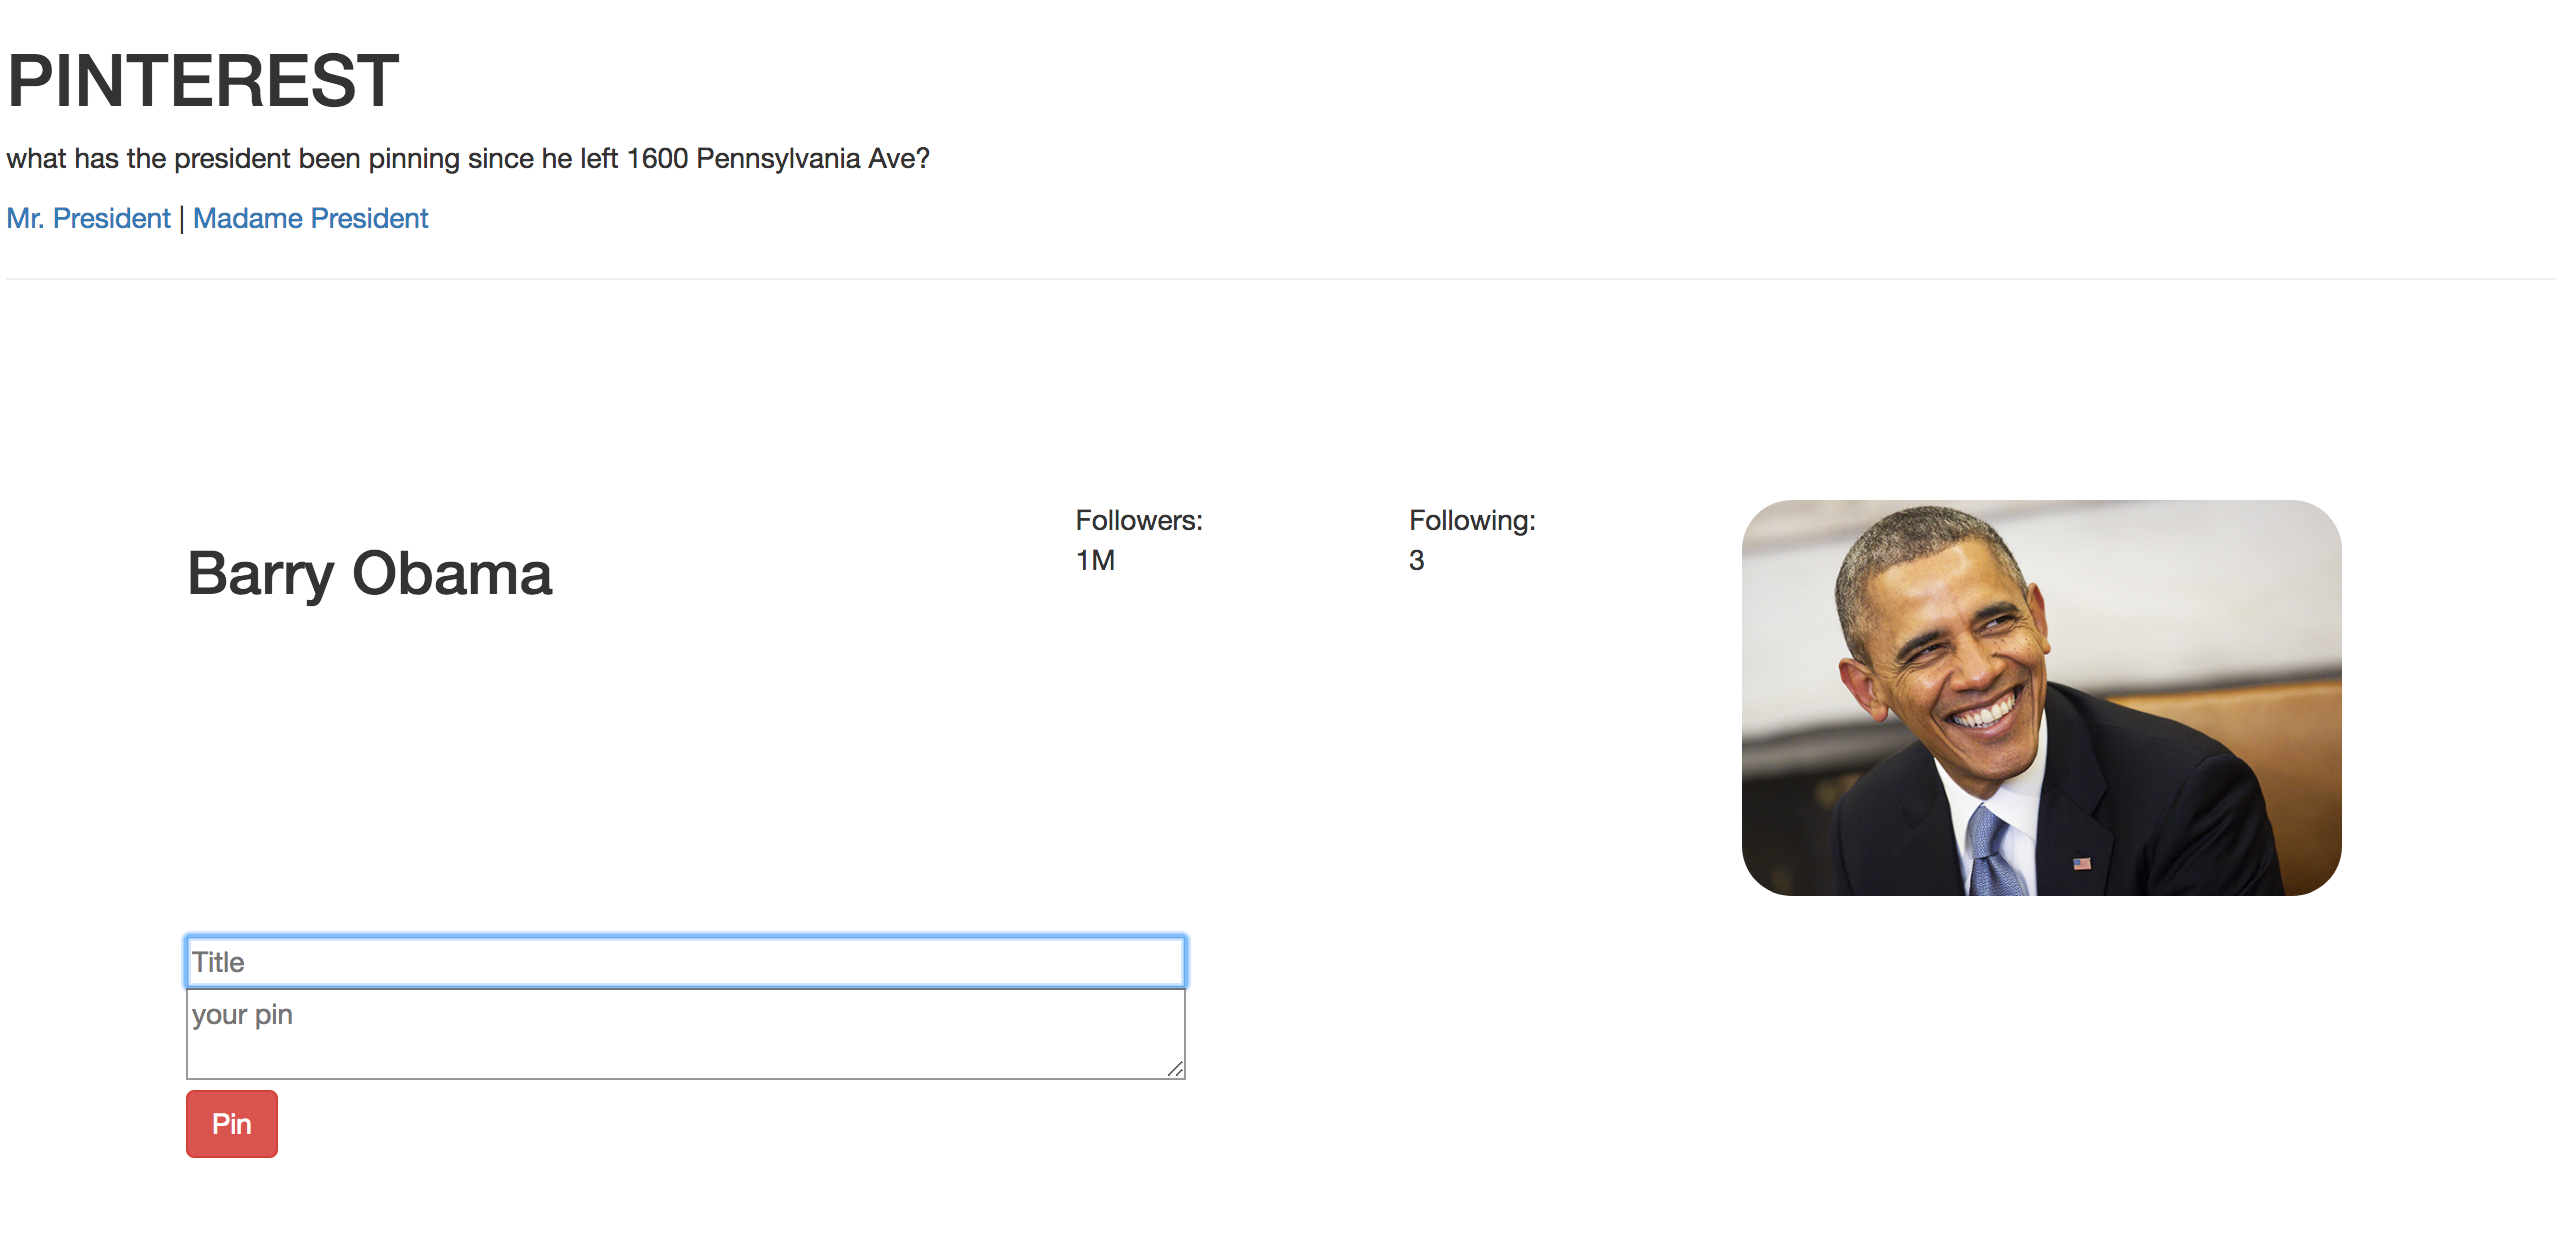 PINTEREST
what has the president been pinning since he left 1600 Pennsylvania Ave?
Mr. President | Madame President
Barry Obama
Followers:
1M
Following:
3
Title
your pin
Pin